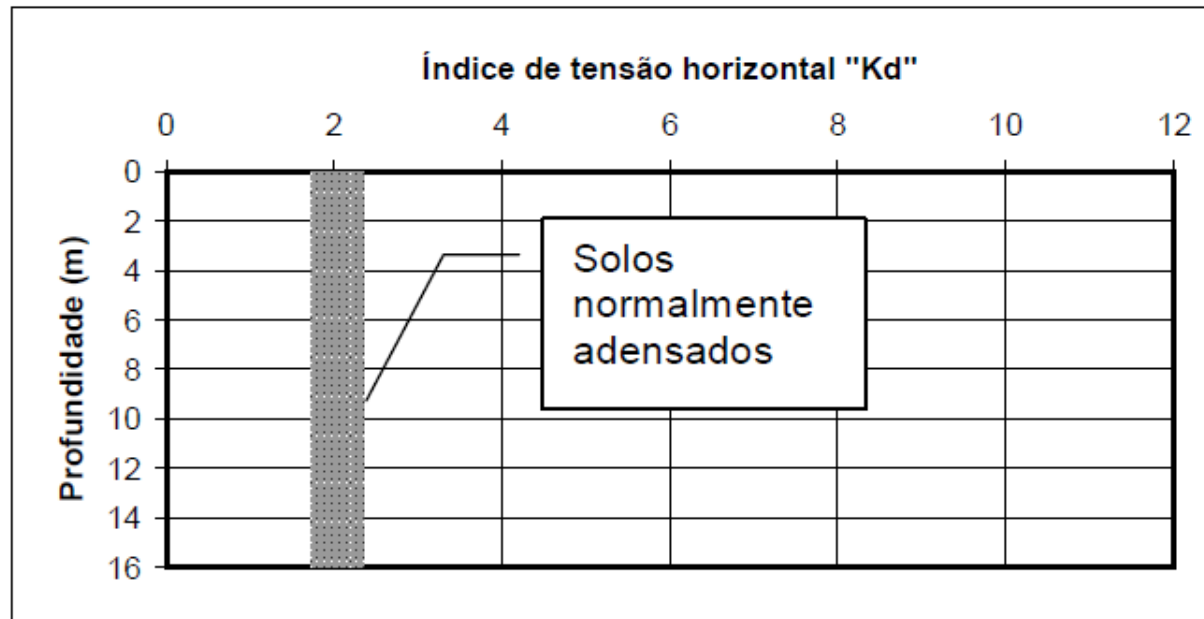 Índice de tensão horizontal "Kd"
0 2 4 6 8 10 12
Profundidade (m)
0
2
4
6
8
10
12
14
16
Solos
normalmente
adensados